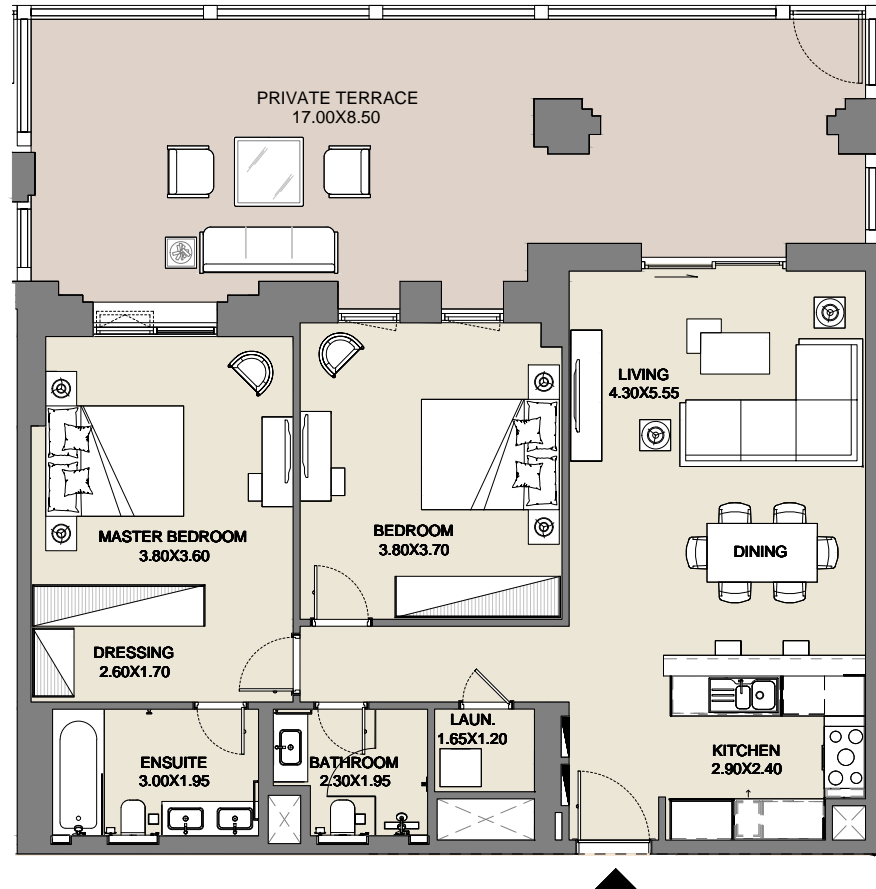 PRIVATE TERRACE
17.00X8.50
LIVING
4.30X5.55
MASTER BEDROOM
3.80X3.60
BEDROOM
3.80X3.70
DINING
DRESSING
2.60X1.70
ENSUITE
3.00X1.95
BATHROOM
2.30X1.95
LAUN.
1.65X1.20
KITCHEN
2.90X2.40